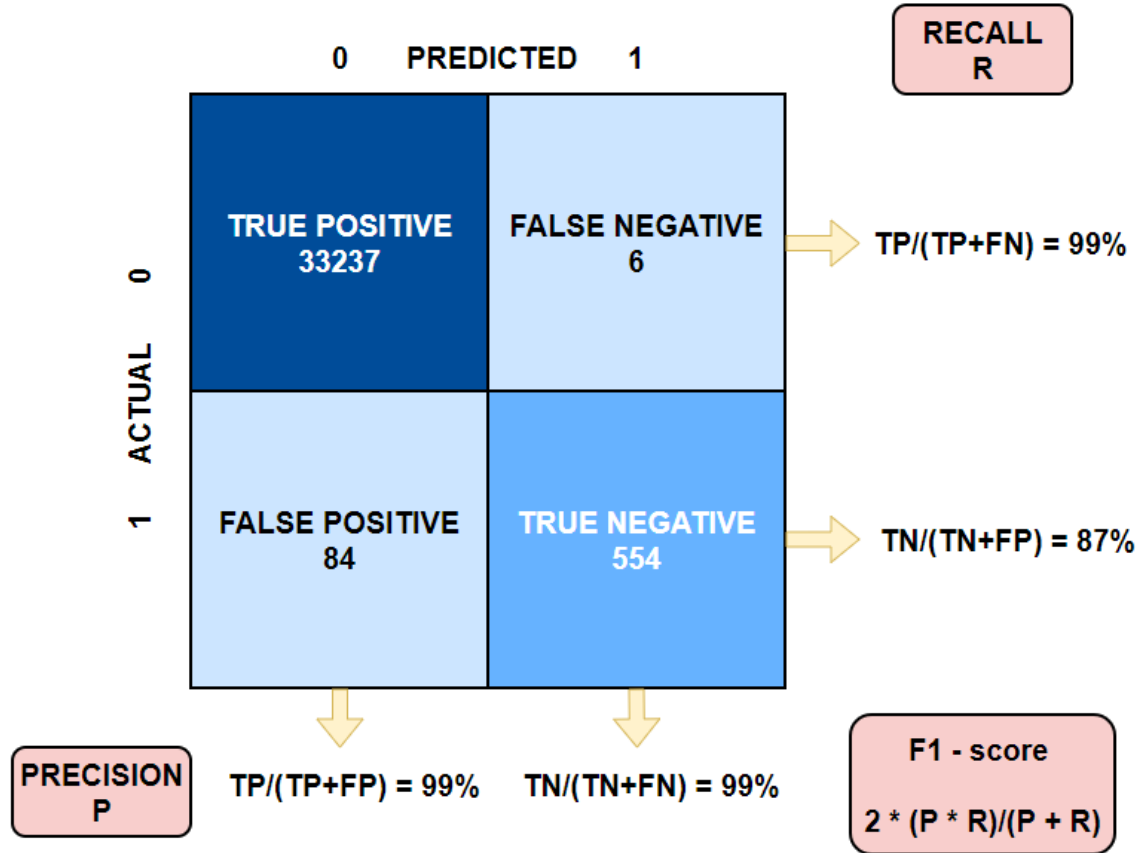 RECALL
R
0 PREDICTED 1
TRUE POSITIVE
33237
FALSE NEGATIVE
6
TP/(TP+FN) = 99%
1 ACTUAL 0
FALSE POSITIVE
84
TRUE NEGATIVE
554
TN/(TN+FP) = 87%
PRECISION
P
TP/(TP+FP) = 99%
TN/(TN+FN) = 99%
F1 - score
2 * (P * R)/(P + R)